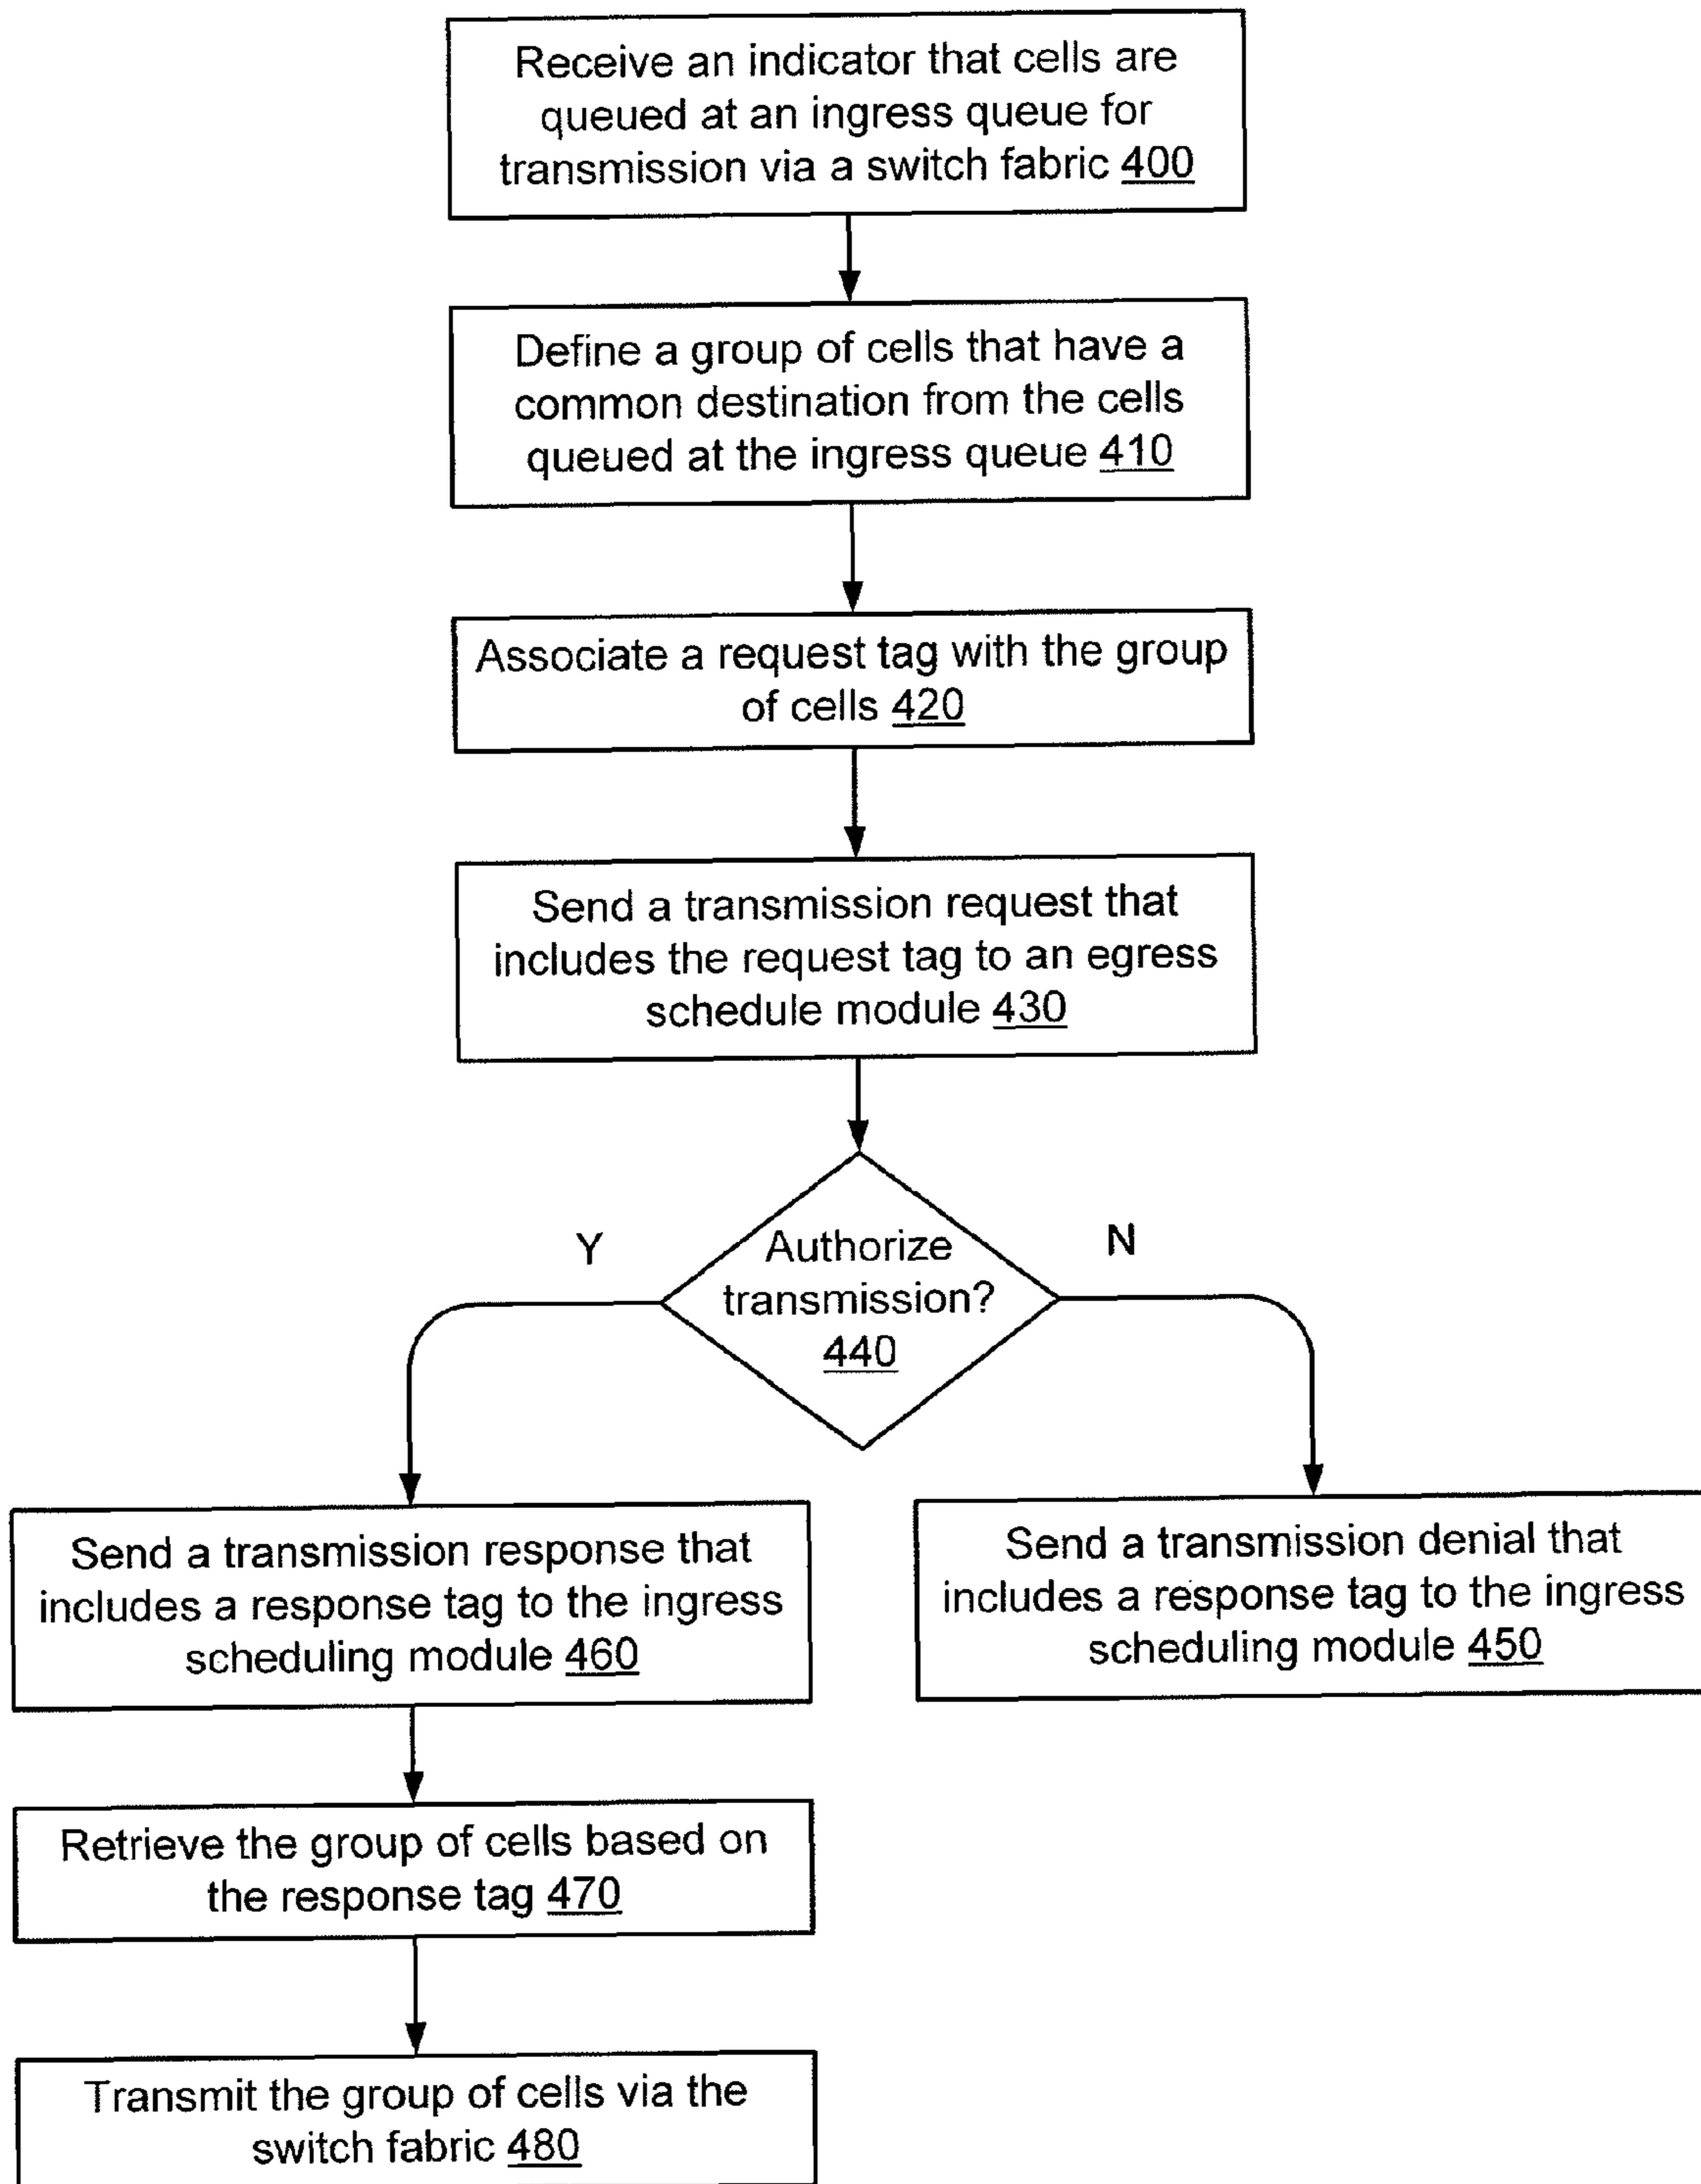 Receive an indicator that cells are
queued at an ingress queue for
transmission via a switch fabric 400
Define a group of cells that have a
common destination from the cells
queued at the ingress queue 410
Associate a request tag with the group
of cells 420
Send a transmission request that
includes the request tag to an egress
schedule module 430
Authorize
transmission?
440
Y
N
Send a transmission response that
includes a response tag to the ingress
scheduling module 460
Send a transmission denial that
includes a response tag to the ingress
scheduling module 450
Retrieve the group of cells based on
the response tag 470
Transmit the group of cells via the
switch fabric 480